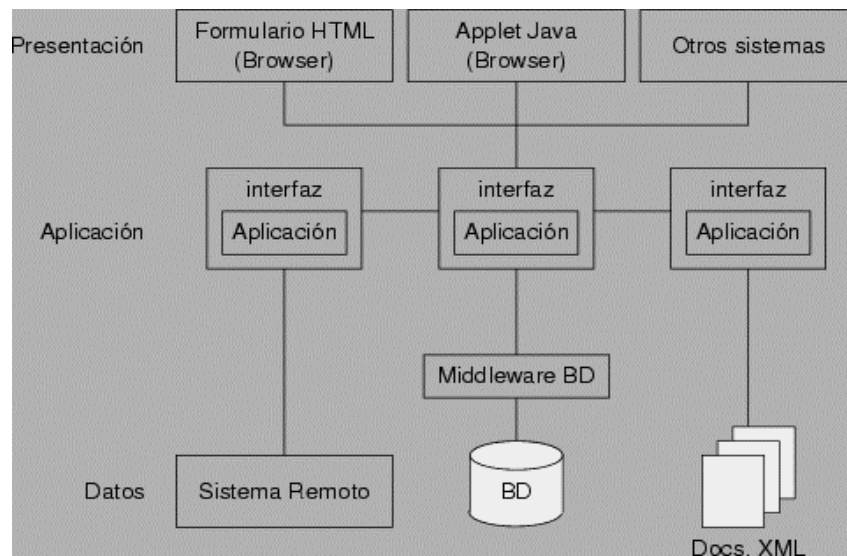 Presentación
Formulario HTML
(Browser)
Applet Java
(Browser)
Otros sistemas
Aplicación
interfaz
Aplicación
interfaz
Aplicación
interfaz
Aplicación
Middleware BD
Datos
Sistema Remoto
BD
Docs. XML